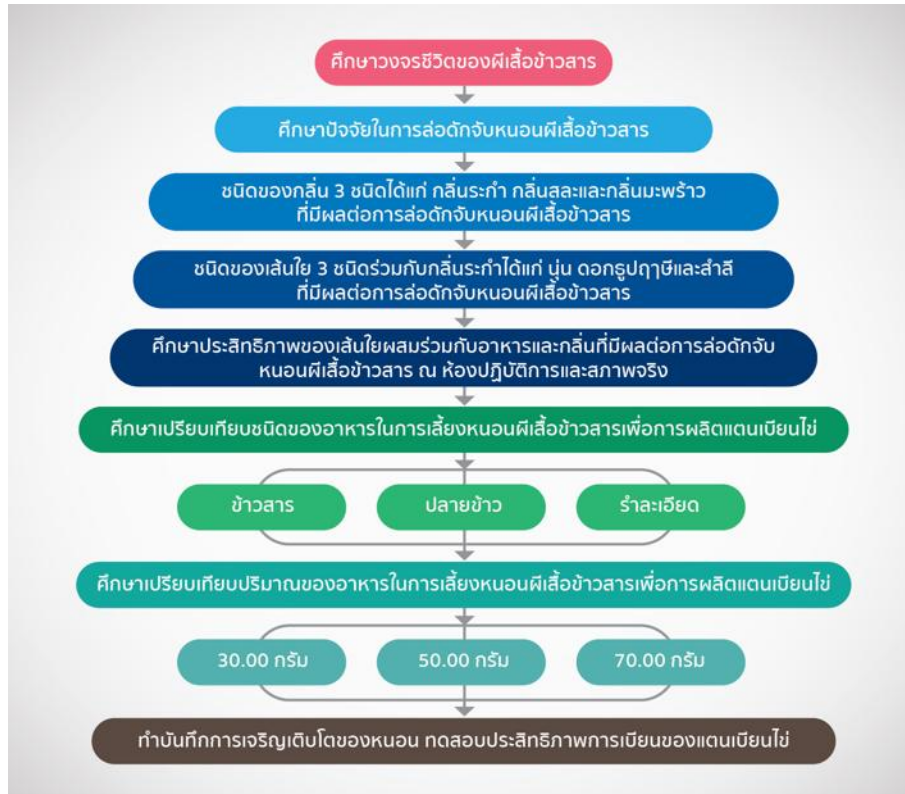 ศึกษาวงจรชีวิตของผีเสื้อข้าวสาร
ศึกษาปัจจัยในการล่อดักจับหนอนผีเสื้อข้าวสาร
ชนิดของกลิ่น 3 ชนิดได้แก่ กลิ่นระกำ กลิ่นสละและกลิ่นมะพร้าว
ที่มีผลต่อการล่อดักจับหนอนผีเสื้อข้าวสาร
ชนิดของเส้นใย 3 ชนิดร่วมกับกลิ่นระกำได้แก่ นุ่น ดอกธูปฤๅษีและสำลี
ที่มีผลต่อการล่อดักจับหนอนผีเสื้อข้าวสาร
ศึกษาประสิทธิภาพของเส้นใยผสมร่วมกับอาหารและกลิ่นที่มีผลต่อการล่อดักจับ
หนอนผีเสื้อข้าวสาร ณ ห้องปฏิบัติการและสภาพจริง
ศึกษาเปรียบเทียบชนิดของอาหารในการเลี้ยงหนอนผีเสื้อข้าวสารเพื่อการผลิตแตนเบียนไข่
ข้าวสาร
ปลายข้าว
รำละเอียด
ศึกษาเปรียบเทียบปริมาณของอาหารในการเลี้ยงหนอนผีเสื้อข้าวสารเพื่อการผลิตแตนเบียนไข่
30.00 กรัม
50.00 กรัม
70.00 กรัม
ทำบันทึกการเจริญเติบโตของหนอน ทดสอบประสิทธิภาพการเบียนของแตนเบียนไข่